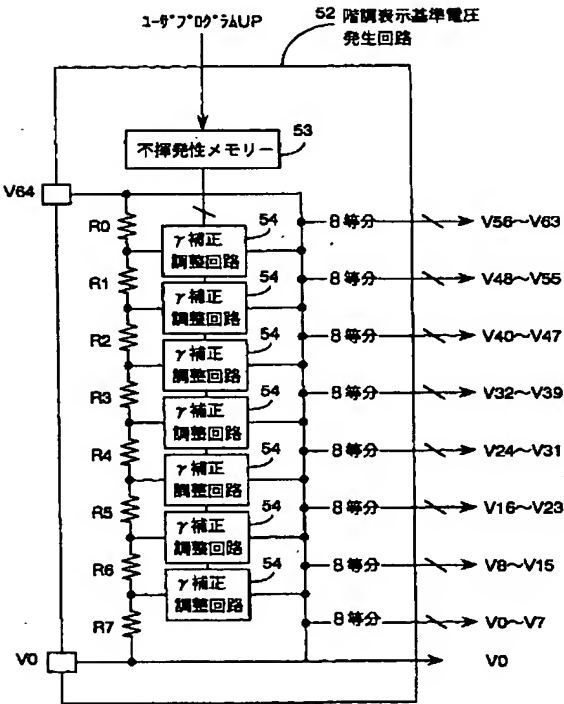 ﾕｰｻﾞﾌﾟﾛｸﾞﾗﾑUP
52 階調表示基準電圧
発生回路
53
不揮発性メモリー
V64
R0
54
γ補正
調整回路
8等分
V56〜V63
R1
54
γ補正
調整回路
8等分
V48〜V55
R2
54
γ補正
調整回路
8等分
V40〜V47
R3
54
γ補正
調整回路
8等分
V32〜V39
R4
54
γ補正
調整回路
8等分
V24〜V31
R5
54
γ補正
調整回路
8等分
V16〜V23
R6
54
γ補正
調整回路
8等分
V8〜V15
R7
8等分
V0〜V7
V0
V0